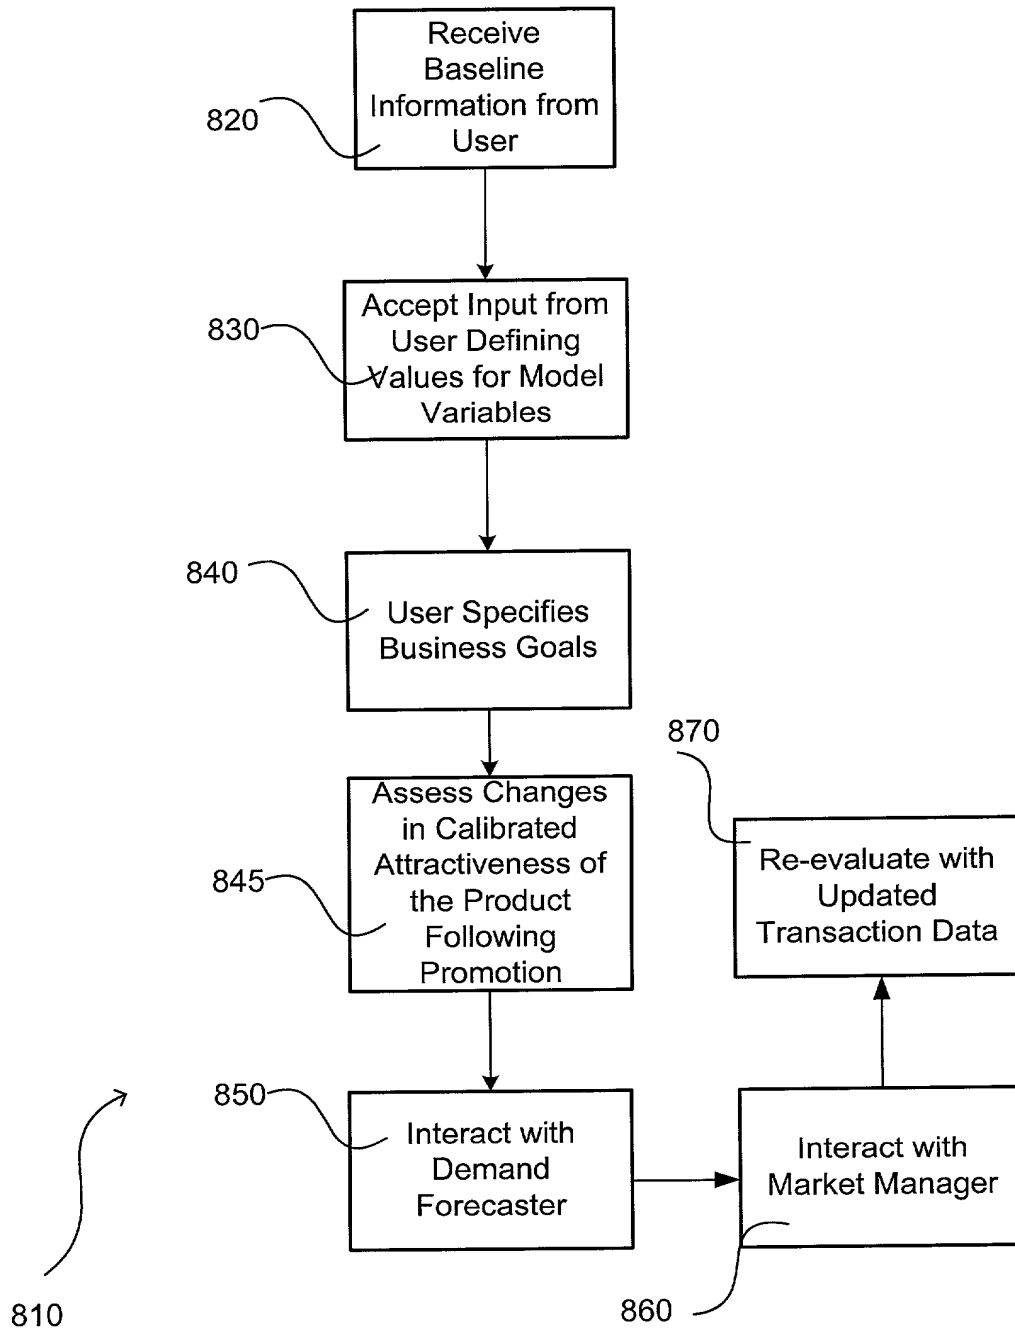 Receive
Baseline
Information from
User
820
Accept Input from
User Defining
Values for Model
Variables
830
User Specifies
Business Goals
840
Assess Changes
in Calibrated
Attractiveness of
the Product
Following
Promotion
845
Interact with
Demand
Forecaster
850
Interact with
Market Manager
860
Re-evaluate with
Updated
Transaction Data
870
810